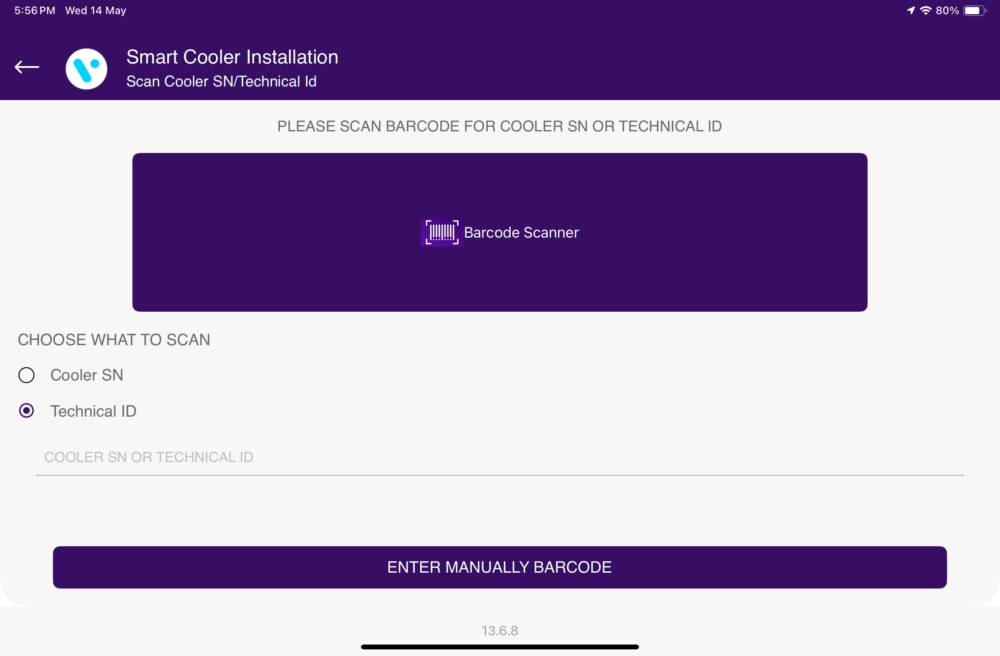 5:56 PM Wed 14 May 80%
Smart Cooler Installation
Scan Cooler SN/Technical Id
PLEASE SCAN BARCODE FOR COOLER SN OR TECHNICAL ID
Barcode Scanner
CHOOSE WHAT TO SCAN
Cooler SN
Technical ID
COOLER SN OR TECHNICAL ID
ENTER MANUALLY BARCODE
13.6.8